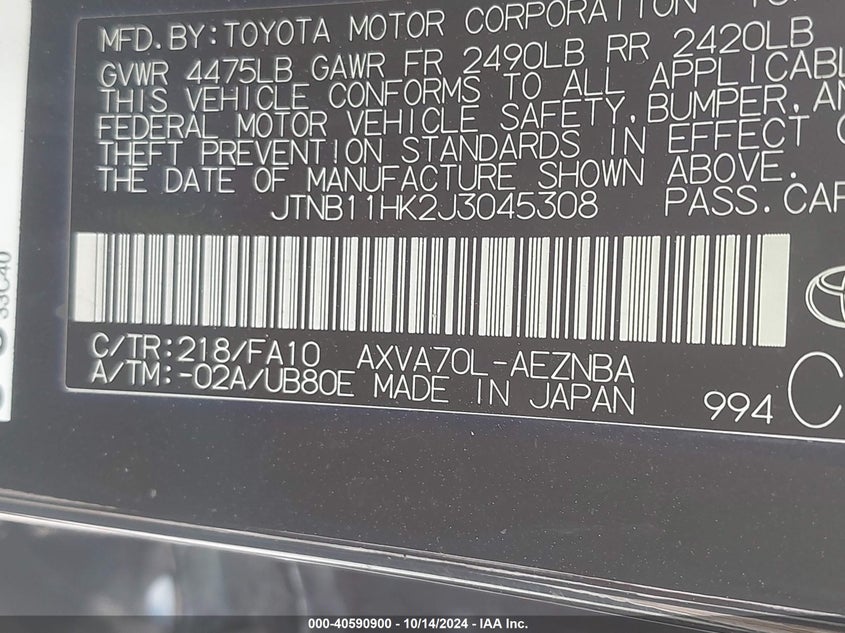 MFD.BY:TOYOTA MOTOR CORPORATION
GVWR 4475LB GAWR FR 2490LB RR 2420LB
THIS VEHICLE CONFORMS TO ALL APPLICABL
FEDERAL MOTOR VEHICLE SAFETY,BUMPER,AN
THEFT PREVENTION STANDARDS IN EFFECT
THE DATE OF MANUFACTURE SHOWN ABOVE.
JTNB11HK2J3045308 PASS.CAR
C/TR:218/FA10 AXVA70L-AEZNBA
A/TM:-02A/UB80E MADE IN JAPAN
994 C
33C40
000-40590900 - 10/14/2024 - IAA Inc.